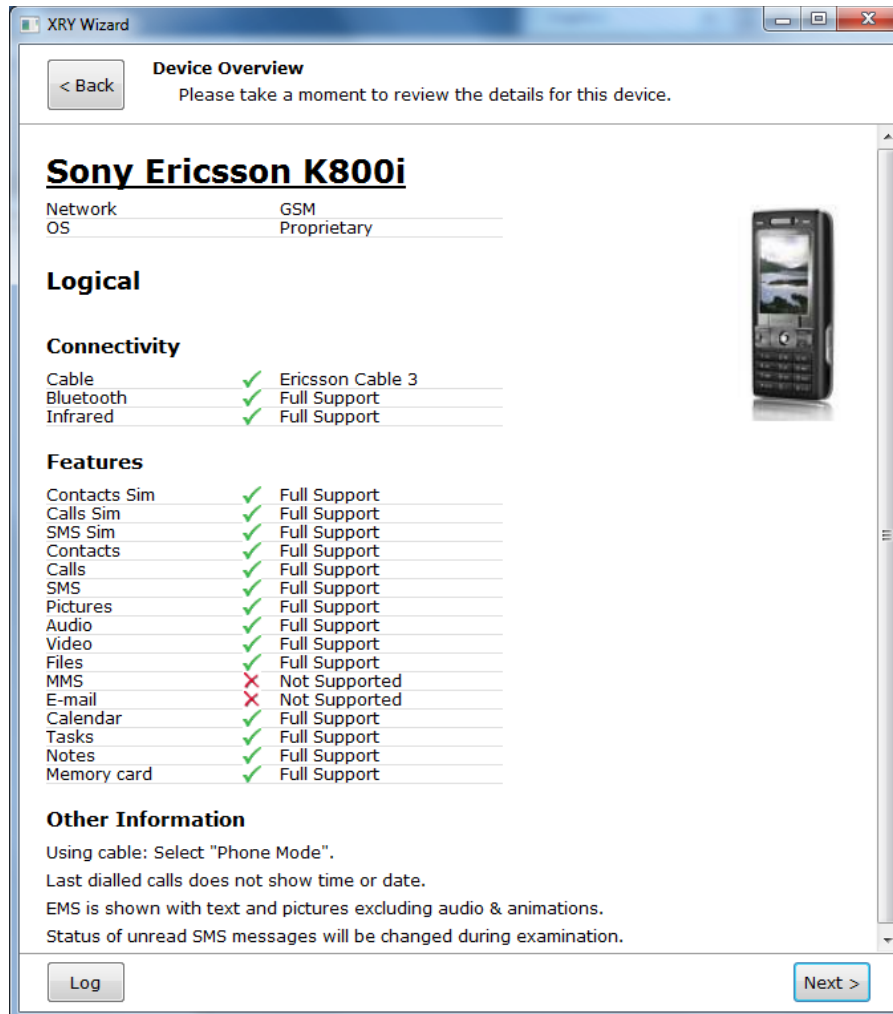 XRY Wizard
< Back
Device Overview
Please take a moment to review the details for this device.
Sony Ericsson K800i
Network GSM
OS Proprietary
Logical
Connectivity
Cable Ericsson Cable 3
Bluetooth Full Support
Infrared Full Support
Features
Contacts Sim Full Support
Calls Sim Full Support
SMS Sim Full Support
Contacts Full Support
Calls Full Support
SMS Full Support
Pictures Full Support
Audio Full Support
Video Full Support
Files Full Support
MMS Not Supported
E-mail Not Supported
Calendar Full Support
Tasks Full Support
Notes Full Support
Memory card Full Support
Other Information
Using cable: Select "Phone Mode".
Last dialled calls does not show time or date.
EMS is shown with text and pictures excluding audio & animations.
Status of unread SMS messages will be changed during examination.
Log
Next >